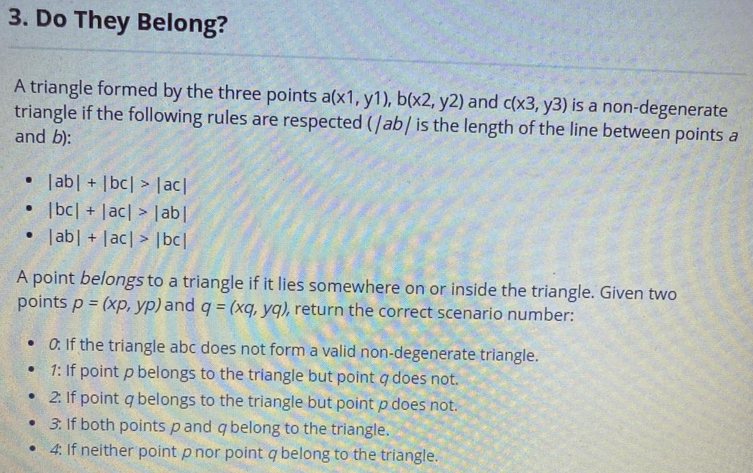 3. Do They Belong?
A triangle formed by the three points a(x1, y1), b(x2, y2) and c(x3, y3) is a non-degenerate
triangle if the following rules are respected (|ab| is the length of the line between points a
and b):
• |ab| + |bc| > |ac|
• |bc| + |ac| > |ab|
• |ab| + |ac| > |bc|
A point belongs to a triangle if it lies somewhere on or inside the triangle. Given two
points p = (xp, yp) and q = (xq, yq), return the correct scenario number:
• 0: If the triangle abc does not form a valid non-degenerate triangle.
• 1: If point p belongs to the triangle but point q does not.
• 2: If point q belongs to the triangle but point p does not.
• 3: If both points p and q belong to the triangle.
• 4: If neither point p nor point q belong to the triangle.